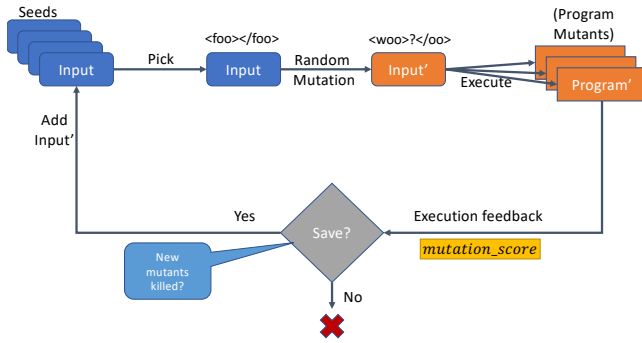 Seeds
Input
Pick
<foo></foo>
Input
Random
Mutation
<woo>?</oo>
Input’
Execute
(Program
Mutants)
Program’
Add
Input’
Yes
Save?
Execution feedback
mutation_score
New
mutants
killed?
No